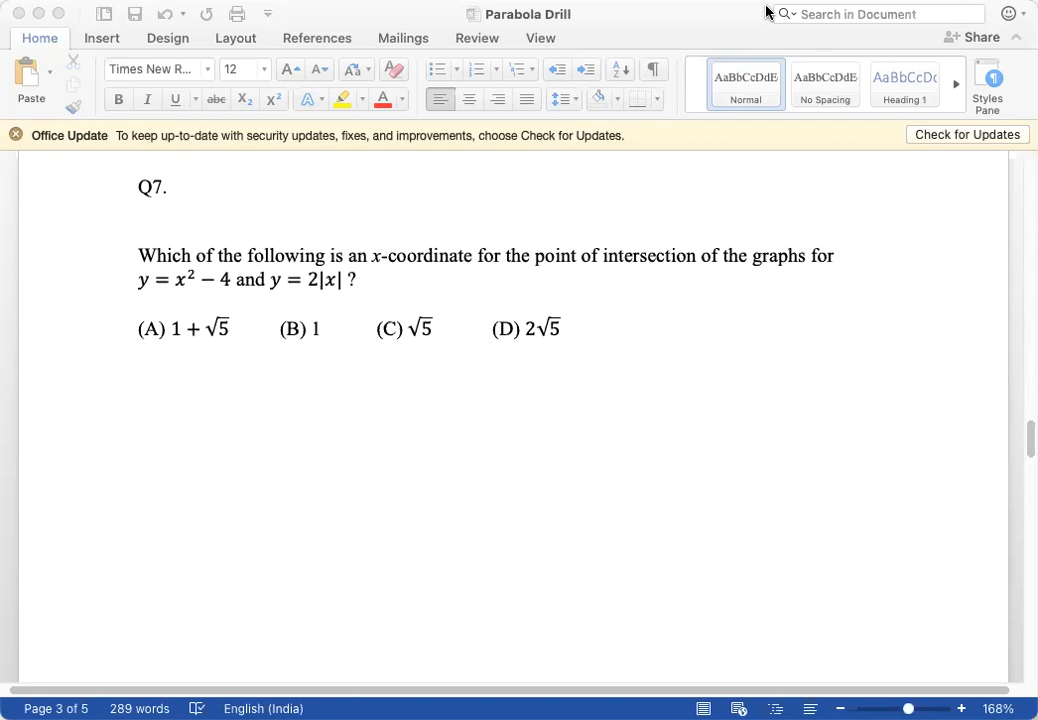 Parabola Drill
Search in Document
Home Insert Design Layout References Mailings Review View
Share
Paste
Times New R... 12
B I U abc X₂ X²
AaBbCcDdE AaBbCcDdE AaBbCcDc
Normal No Spacing Heading 1
Styles Pane
Office Update To keep up-to-date with security updates, fixes, and improvements, choose Check for Updates.
Check for Updates
Q7.
Which of the following is an x-coordinate for the point of intersection of the graphs for
y = x² − 4 and y = 2|x| ?
(A) 1 + √5 (B) 1 (C) √5 (D) 2√5
Page 3 of 5 289 words English (India) 168%